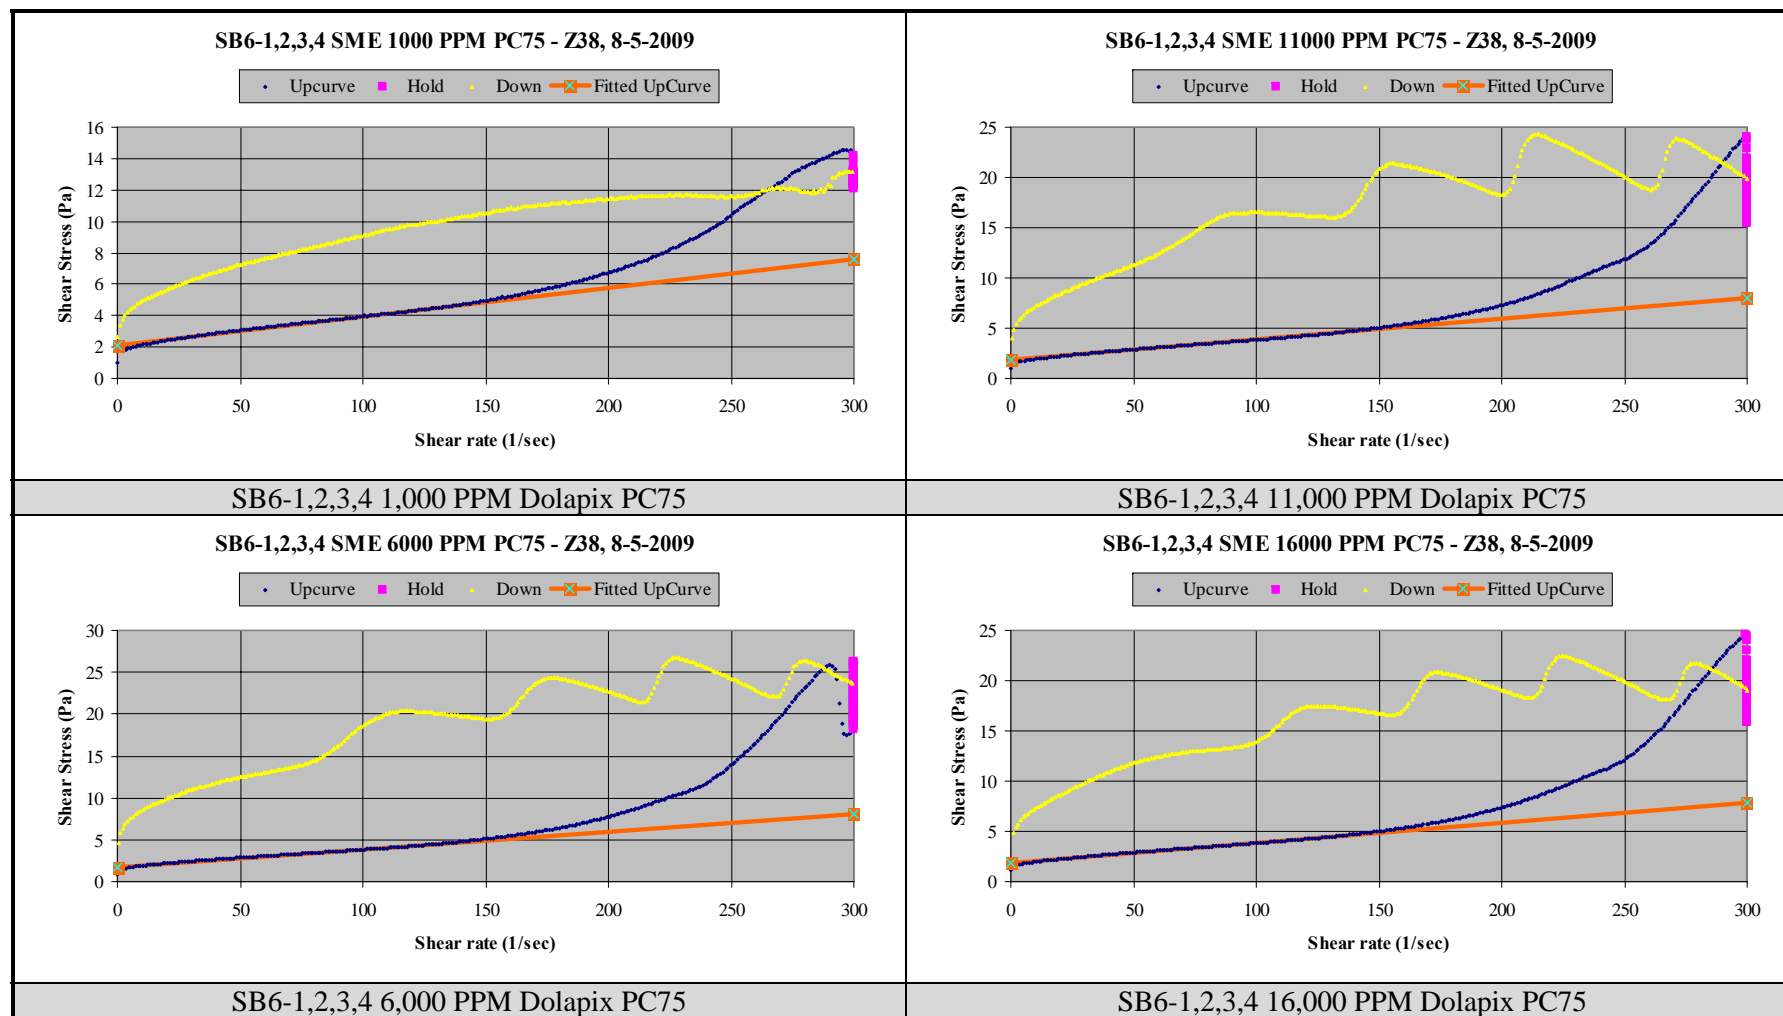 SB6-1,2,3,4 SME 1000 PPM PC75 - Z38, 8-5-2009
Upcurve Hold Down Fitted UpCurve
Shear Stress (Pa)
16
14
12
10
8
6
4
2
0
0 50 100 150 200 250 300
Shear rate (1/sec)
SB6-1,2,3,4 1,000 PPM Dolapix PC75
SB6-1,2,3,4 SME 11000 PPM PC75 - Z38, 8-5-2009
Upcurve Hold Down Fitted UpCurve
Shear Stress (Pa)
25
20
15
10
5
0
0 50 100 150 200 250 300
Shear rate (1/sec)
SB6-1,2,3,4 11,000 PPM Dolapix PC75
SB6-1,2,3,4 SME 6000 PPM PC75 - Z38, 8-5-2009
Upcurve Hold Down Fitted UpCurve
Shear Stress (Pa)
30
25
20
15
10
5
0
0 50 100 150 200 250 300
Shear rate (1/sec)
SB6-1,2,3,4 6,000 PPM Dolapix PC75
SB6-1,2,3,4 SME 16000 PPM PC75 - Z38, 8-5-2009
Upcurve Hold Down Fitted UpCurve
Shear Stress (Pa)
25
20
15
10
5
0
0 50 100 150 200 250 300
Shear rate (1/sec)
SB6-1,2,3,4 16,000 PPM Dolapix PC75